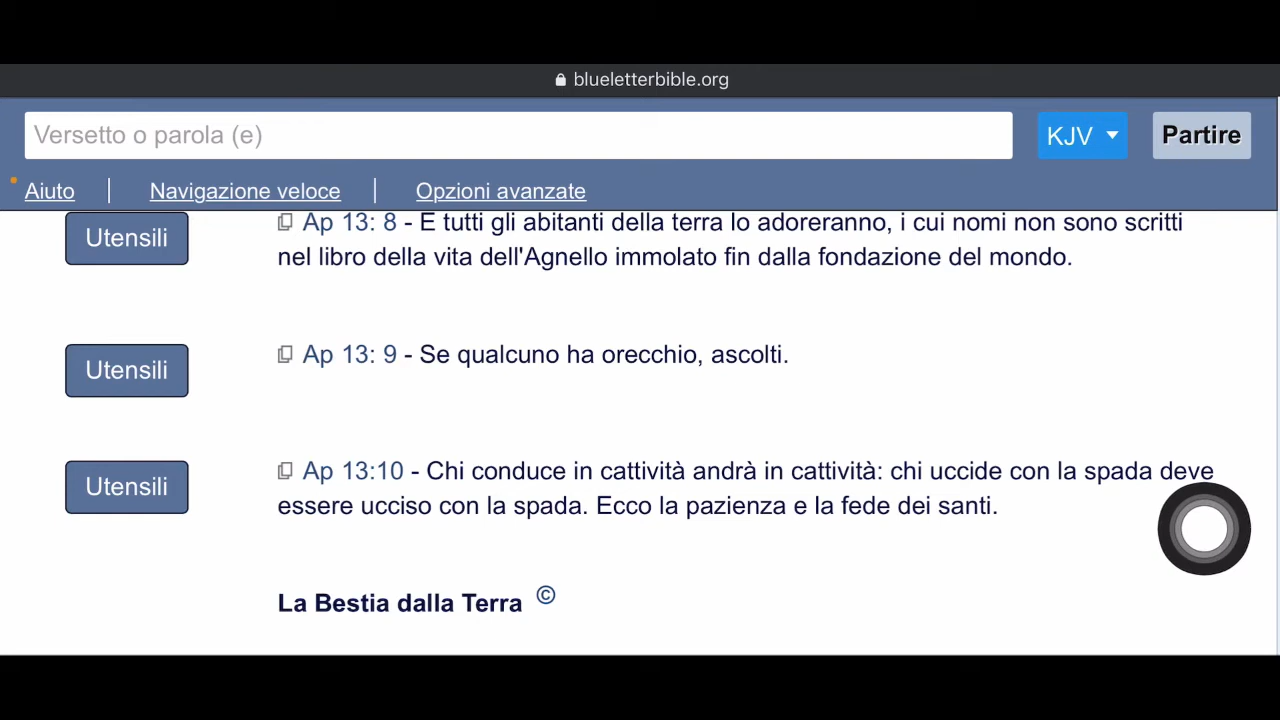 blueletterbible.org
Versetto o parola (e)
KJV
Partire
Aiuto
Navigazione veloce
Opzioni avanzate
Utensili
Ap 13: 8 - E tutti gli abitanti della terra lo adoreranno, i cui nomi non sono scritti
nel libro della vita dell'Agnello immolato fin dalla fondazione del mondo.
Utensili
Ap 13: 9 - Se qualcuno ha orecchio, ascolti.
Utensili
Ap 13:10 - Chi conduce in cattività andrà in cattività: chi uccide con la spada deve
essere ucciso con la spada. Ecco la pazienza e la fede dei santi.
La Bestia dalla Terra ©